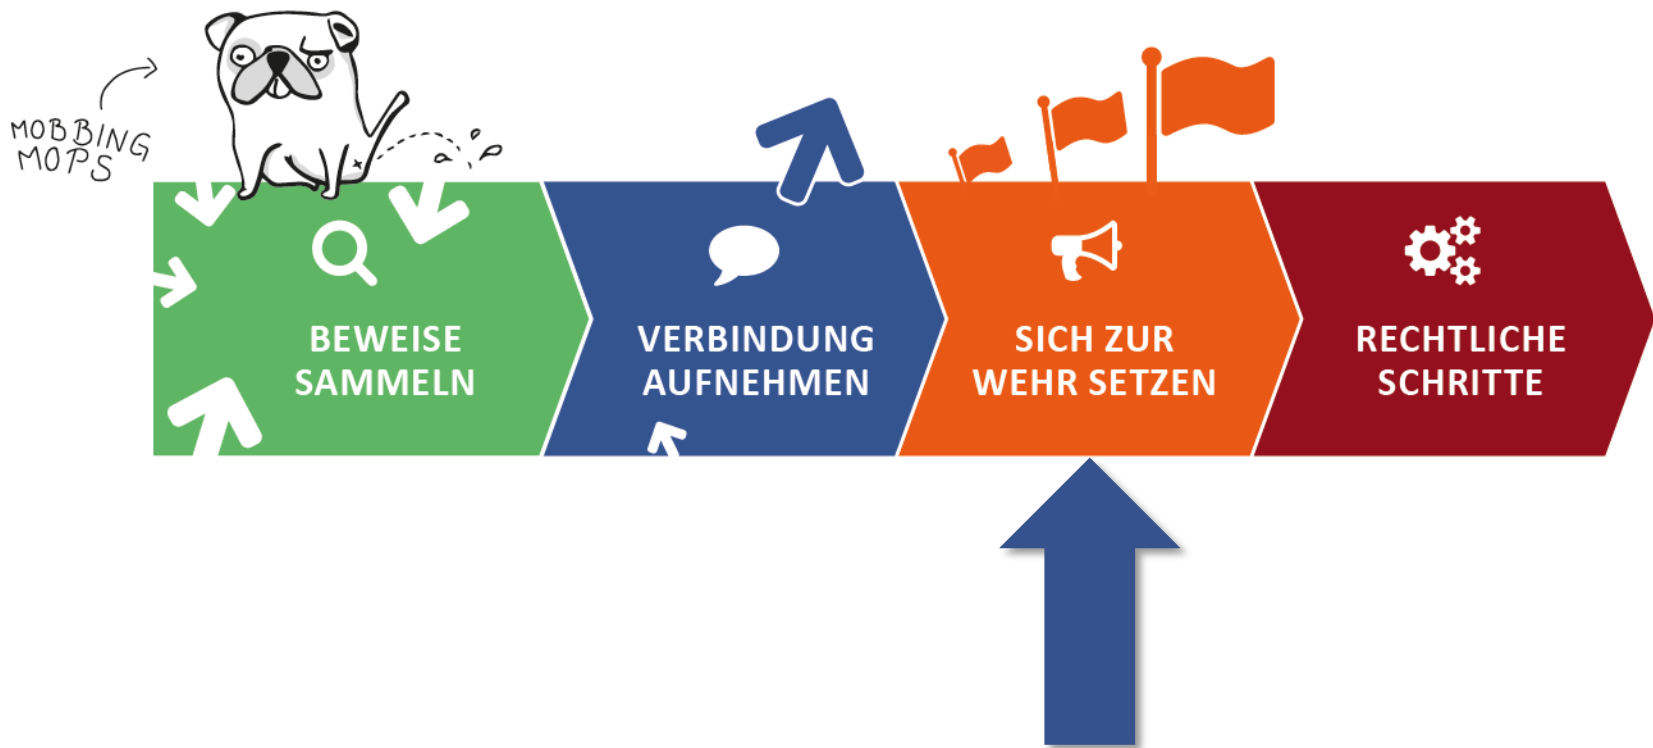 MOBBING
MOPS
BEWEISE
SAMMELN
VERBINDUNG
AUFNEHMEN
SICH ZUR
WEHR SETZEN
RECHTLICHE
SCHRITTE